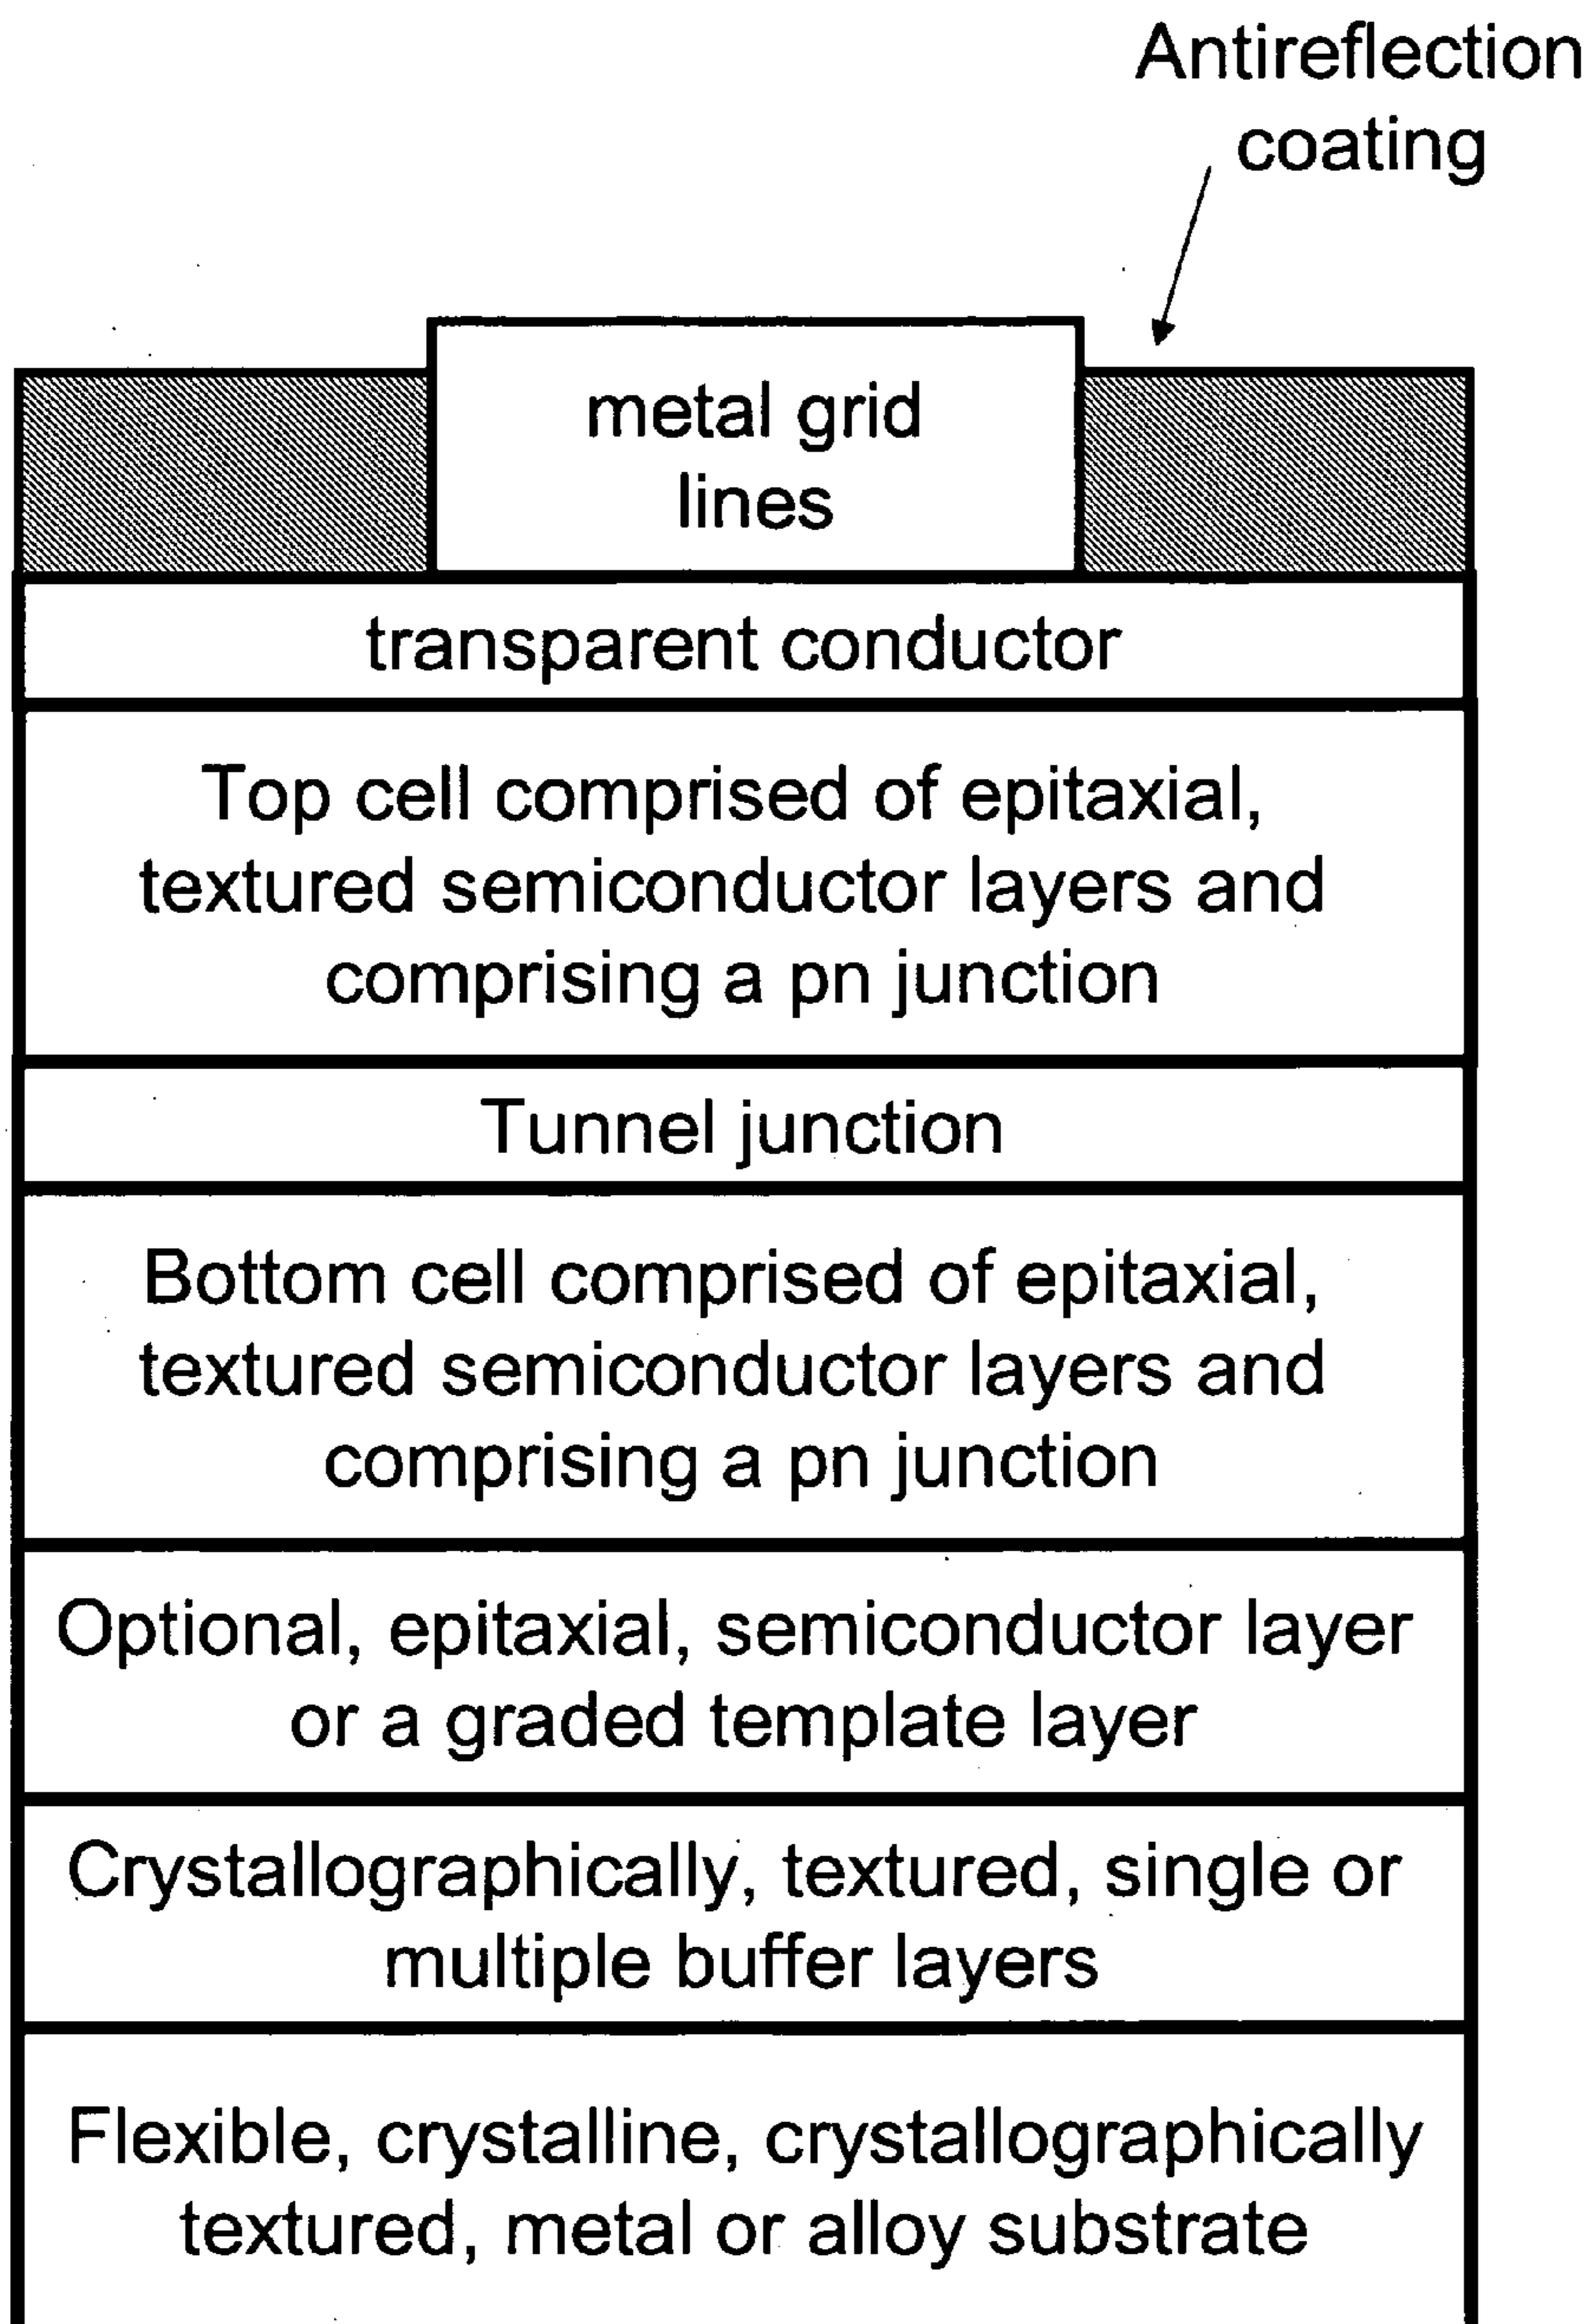 Antireflection
coating
metal grid
lines
transparent conductor
Top cell comprised of epitaxial,
textured semiconductor layers and
comprising a pn junction
Tunnel junction
Bottom cell comprised of epitaxial,
textured semiconductor layers and
comprising a pn junction
Optional, epitaxial, semiconductor layer
or a graded template layer
Crystallographically, textured, single or
multiple buffer layers
Flexible, crystalline, crystallographically
textured, metal or alloy substrate